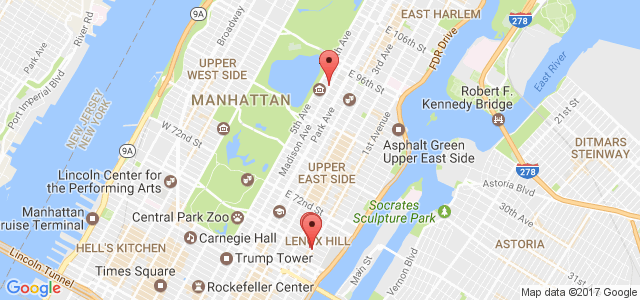 EAST HARLEM
278
Broadway
9A
Park Ave
Port Imperial Blvd
NEW JERSEY
NEW YORK
UPPER
WEST SIDE
MANHATTAN
E 106th St
3rd Ave
FDR Drive
E 96th St
5th Ave
Park Ave
Madison Ave
1st Avenue
East River
Robert F.
Kennedy Bridge
21st St
DITMARS
STEINWAY
278
Asphalt Green
Upper East Side
W 72nd St
9A
Lincoln Center for
the Performing Arts
UPPER
EAST SIDE
E 72nd St
Astoria Blvd
30th Ave
Socrates
Sculpture Park
Manhattan
Cruise Terminal
Central Park Zoo
Carnegie Hall
HELL'S KITCHEN
LENOX HILL
Trump Tower
ASTORIA
Lincoln Tunnel
Times Square
Rockefeller Center
Main St
Vernon Blvd
Google
Map data ©2017 Google